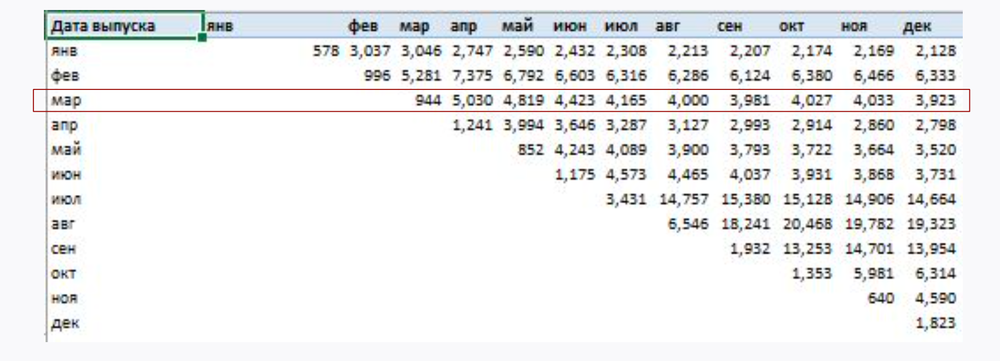 Дата выпуска янв фев мар апр май июн июл авг сен окт ноя дек
янв 578 3,037 3,046 2,747 2,590 2,432 2,308 2,213 2,207 2,174 2,169 2,128
фев 996 5,281 7,375 6,792 6,603 6,316 6,286 6,124 6,380 6,466 6,333
мар 944 5,030 4,819 4,423 4,165 4,000 3,981 4,027 4,033 3,923
апр 1,241 3,994 3,646 3,287 3,127 2,993 2,914 2,860 2,798
май 852 4,243 4,089 3,900 3,793 3,722 3,664 3,520
июн 1,175 4,573 4,465 4,037 3,931 3,868 3,731
июл 3,431 14,757 15,380 15,128 14,906 14,664
авг 6,546 18,241 20,468 19,782 19,323
сен 1,932 13,253 14,701 13,954
окт 1,353 5,981 6,314
ноя 640 4,590
дек 1,823